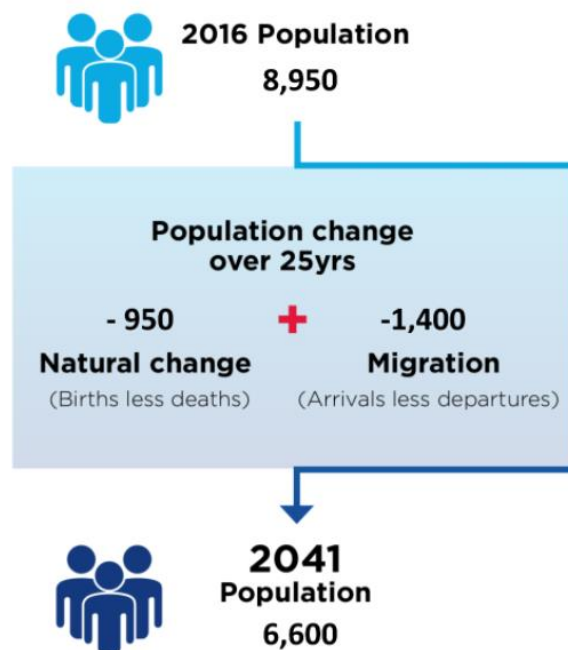 2016 Population
8,950
Population change
over 25yrs
- 950 + -1,400
Natural change Migration
(Births less deaths) (Arrivals less departures)
2041
Population
6,600